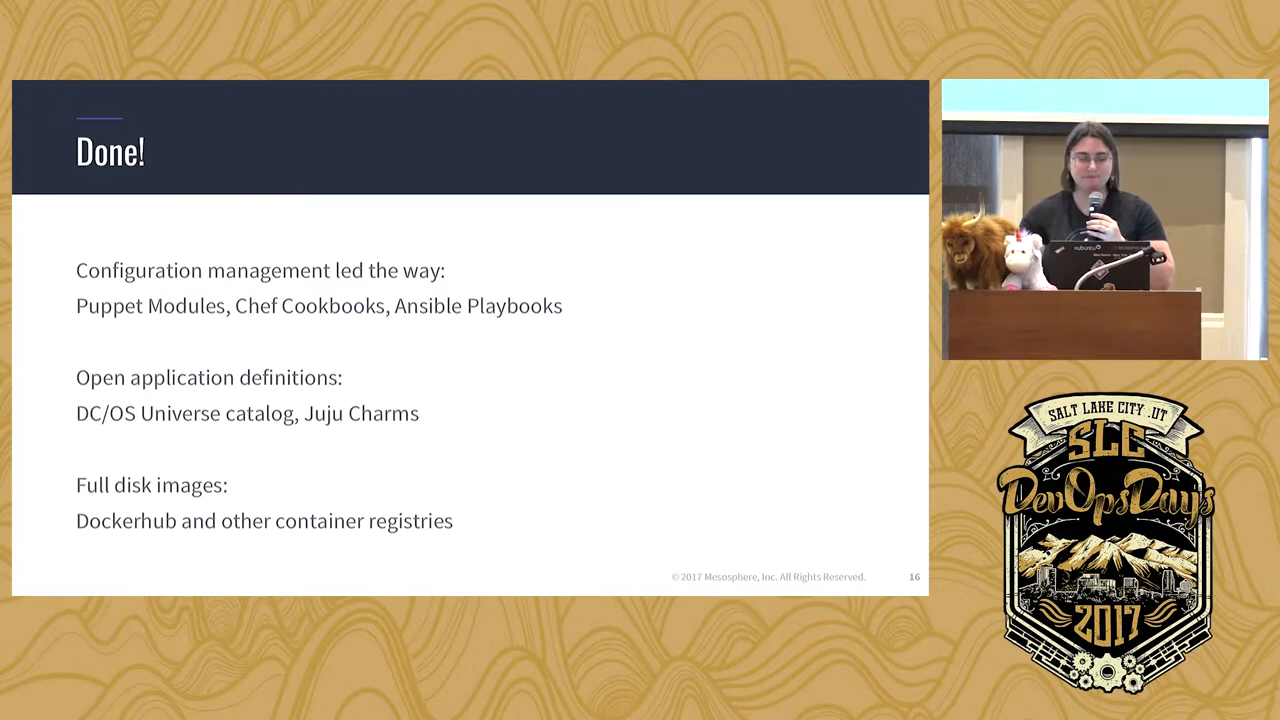 Done!
Configuration management led the way:
Puppet Modules, Chef Cookbooks, Ansible Playbooks
Open application definitions:
DC/OS Universe catalog, Juju Charms
Full disk images:
Dockerhub and other container registries
© 2017 Mesosphere, Inc. All Rights Reserved.
16
xubuntu
SALT LAKE CITY .UT
SLC
DevOpsDays
2017